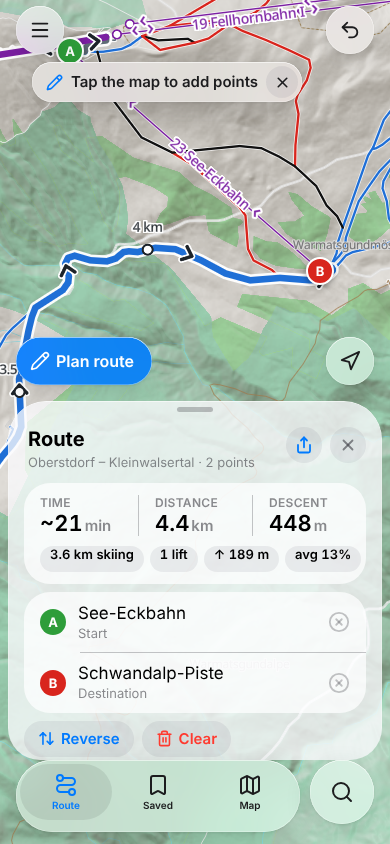 19 Fellhornbahn I
A
Tap the map to add points
23 See-Eckbahn
4 km
B
3.5
Plan route
Route
Oberstdorf – Kleinwalsertal · 2 points
TIME DISTANCE DESCENT
~21 min 4.4 km 448 m
3.6 km skiing 1 lift ↑ 189 m avg 13%
A See-Eckbahn
Start
B Schwandalp-Piste
Destination
Reverse Clear
Route Saved Map